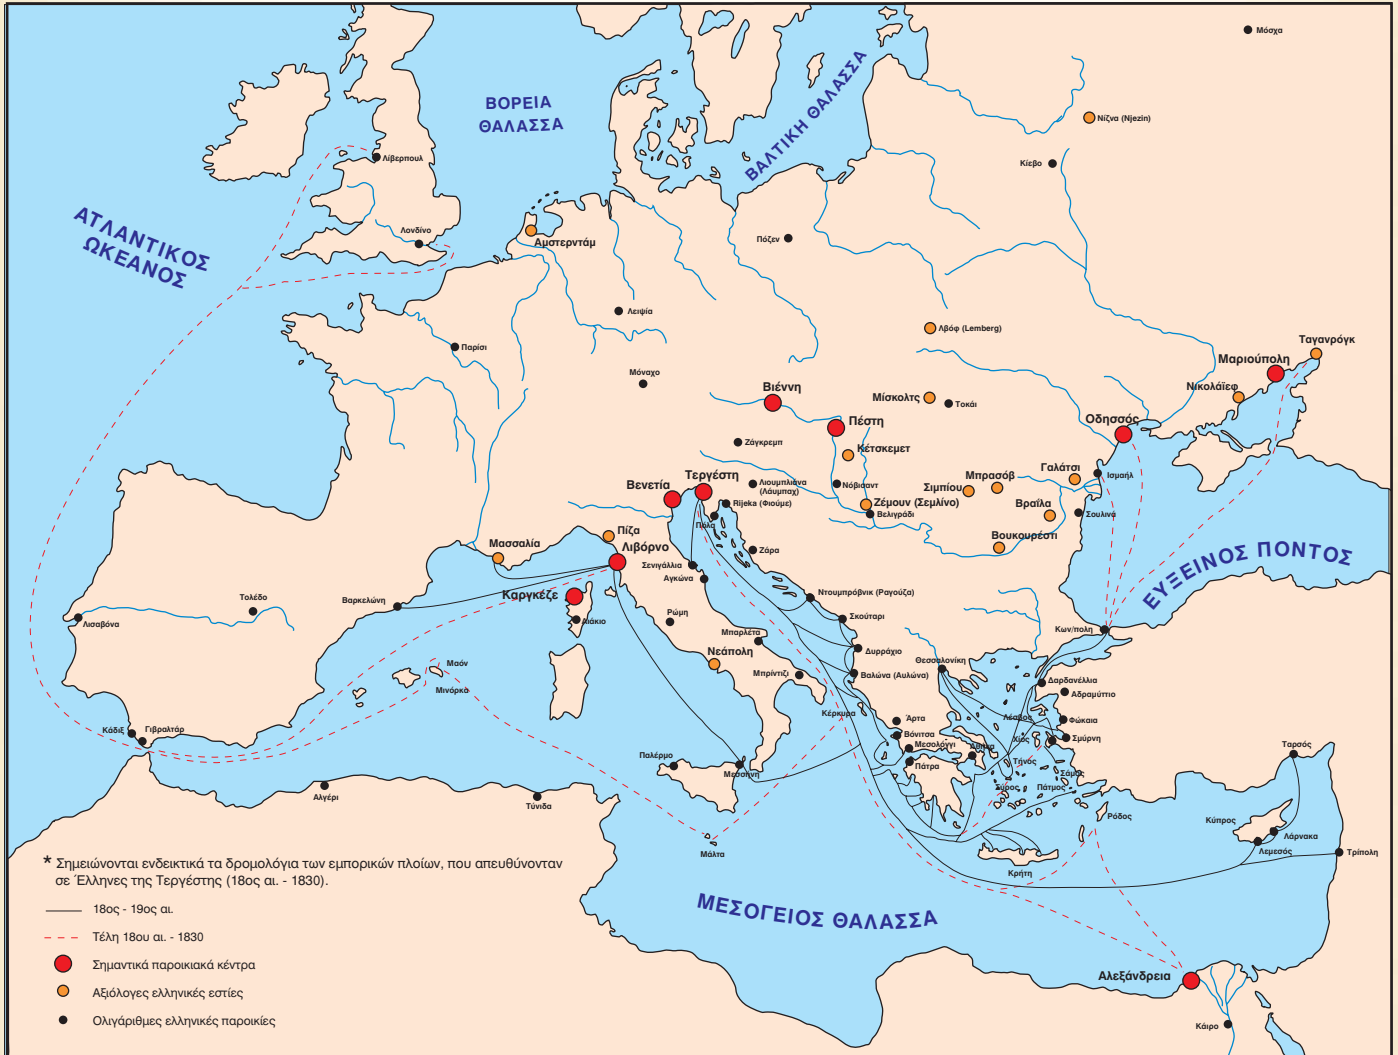 Μόσχα
ΒΟΡΕΙΑ
ΘΑΛΑΣΣΑ
ΒΑΛΤΙΚΗ ΘΑΛΑΣΣΑ
Νίζνα (Njezin)
Λίβερπουλ
Κίεβο
ΑΤΛΑΝΤΙΚΟΣ
ΩΚΕΑΝΟΣ
Λονδίνο
Αμστερντάμ
Πόζεν
Λειψία
Λβόφ (Lemberg)
Ταγανρόγκ
Παρίσι
Μαριούπολη
Μόναχο
Βιέννη
Νικολάϊεφ
Μίσκολτς
Τοκάι
Πέστη
Οδησσός
Ζάγκρεμπ
Κέτσκεμετ
Γαλάτσι
Ισμαήλ
Τεργέστη
Βενετία
Λιουμπλιάνα
(Λάυμπαχ)
Νόβισαντ
Σιμπίου
Μπρασόβ
Rijeka (Φιούμε)
Ζέμουν (Σεμλίνο)
Βελιγράδι
Βραΐλα
Σουλινά
Πόλα
Πίζα
Βουκουρέστι
Μασσαλία
Λιβόρνο
Ζάρα
ΕΥΞΕΙΝΟΣ ΠΟΝΤΟΣ
Σενιγάλλια
Αγκώνα
Καργκέζε
Βαρκελώνη
Τολέδο
Ντουμπρόβνικ (Ραγούζα)
Λισαβόνα
Αιάκιο
Ρώμη
Σκούταρι
Κων/πολη
Μπαρλέτα
Νεάπολη
Δυρράχιο
Θεσσαλονίκη
Μαόν
Μπρίντιζι
Βαλώνα (Αυλώνα)
Δαρδανέλλια
Μινόρκα
Αδραμύττιο
Κέρκυρα
Άρτα
Λέσβος
Φώκαια
Κάδιξ
Γιβραλτάρ
Βόνιτσα
Χίος
Σμύρνη
Μεσολόγγι
Αθήνα
Παλέρμο
Μεσσήνη
Πάτρα
Τήνος
Σάμος
Ταρσός
Αλγέρι
Τύνιδα
Σύρος
Πάτμος
Ρόδος
Κύπρος
Λάρνακα
Λεμεσός
Τρίπολη
Μάλτα
Κρήτη
* Σημειώνονται ενδεικτικά τα δρομολόγια των εμπορικών πλοίων, που απευθύνονταν
σε Έλληνες της Τεργέστης (18ος αι. - 1830).
18ος - 19ος αι.
Τέλη 18ου αι. - 1830
Σημαντικά παροικιακά κέντρα
Αξιόλογες ελληνικές εστίες
Ολιγάριθμες ελληνικές παροικίες
ΜΕΣΟΓΕΙΟΣ ΘΑΛΑΣΣΑ
Αλεξάνδρεια
Κάιρο